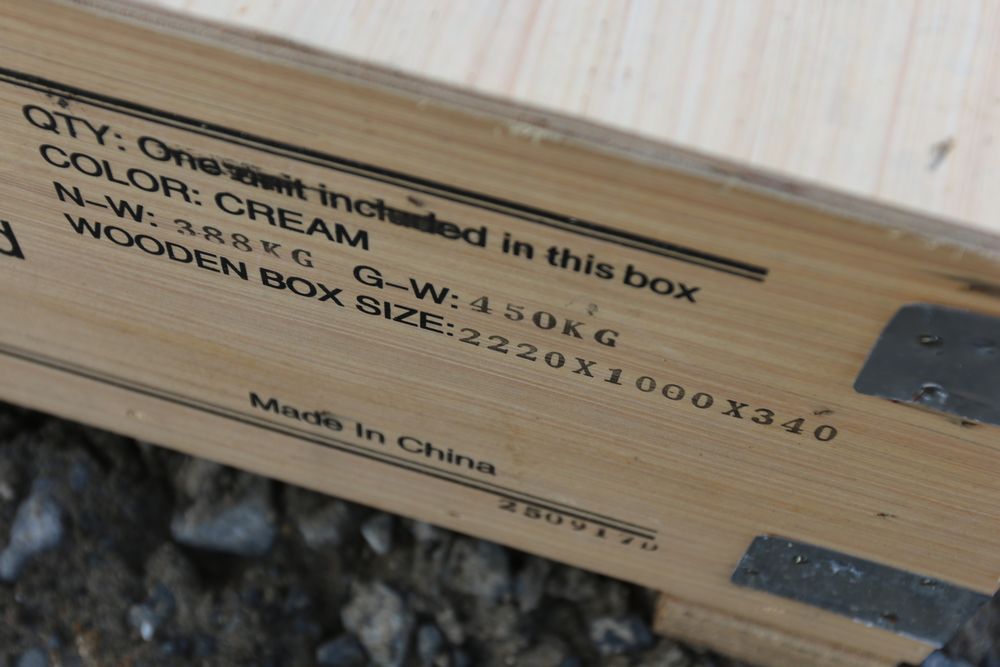 QTY: One unit included in this box
COLOR: CREAM
N-W: 388KG G-W: 450KG
WOODEN BOX SIZE: 2220X1000X340
Made in China